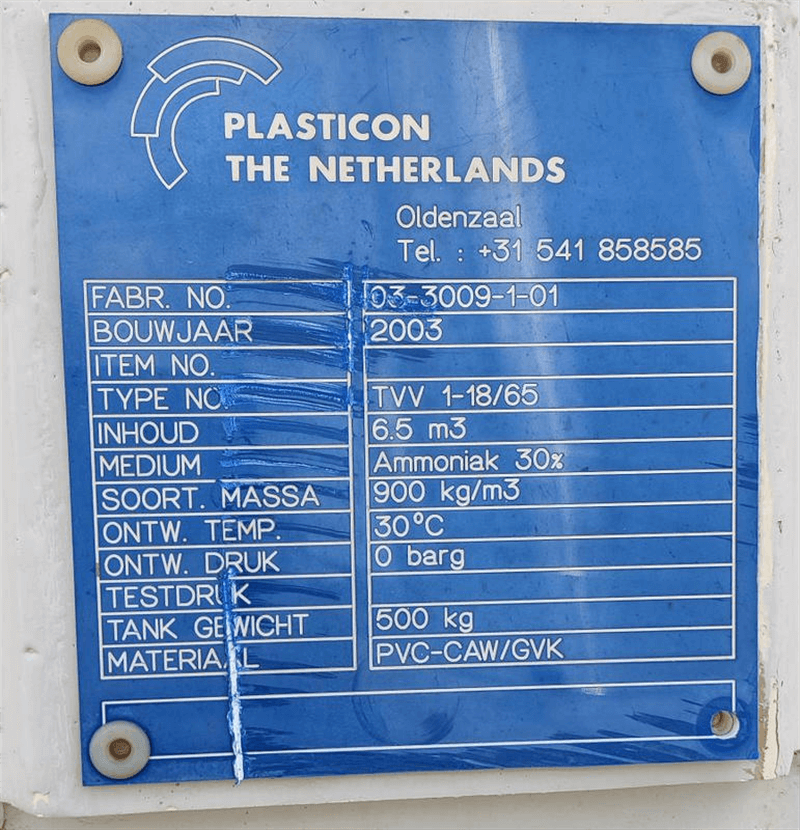 PLASTICON
THE NETHERLANDS
Oldenzaal
Tel. : +31 541 858585
FABR. NO. 03-3009-1-01
BOUWJAAR 2003
ITEM NO.
TYPE NO. TVV 1-18/65
INHOUD 6.5 m3
MEDIUM Ammoniak 30%
SOORT. MASSA 900 kg/m3
ONTW. TEMP. 30°C
ONTW. DRUK 0 barg
TESTDRUK
TANK GEWICHT 500 kg
MATERIAAL PVC-CAW/GVK